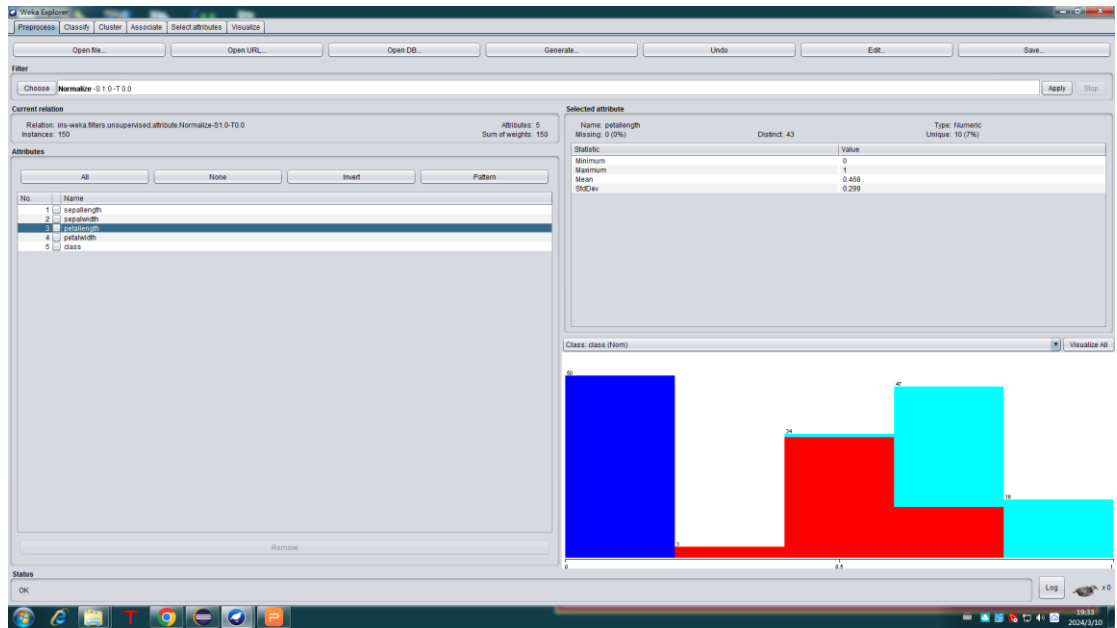 Weka Explorer
Preprocess Classify Cluster Associate Select attributes Visualize
Open file... Open URL... Open DB... Generate... Undo Edit... Save...
Filter
Choose Normalize -S 1.0 -T 0.0 Apply Stop
Current relation
Relation: iris-weka.filters.unsupervised.attribute.Normalize-S1.0-T0.0 Attributes: 5
Instances: 150 Sum of weights: 150
Attributes
All None Invert Pattern
No. Name
1 sepallength
2 sepalwidth
3 petallength
4 petalwidth
5 class
Remove
Selected attribute
Name: petallength Type: Numeric
Missing: 0 (0%) Distinct: 43 Unique: 10 (7%)
Statistic Value
Minimum 0
Maximum 1
Mean 0.468
StdDev 0.299
Class: class (Nom) Visualize All
50
3
34
47
16
0 0.5 1
Status
OK Log x 0
19:33
2024/3/10